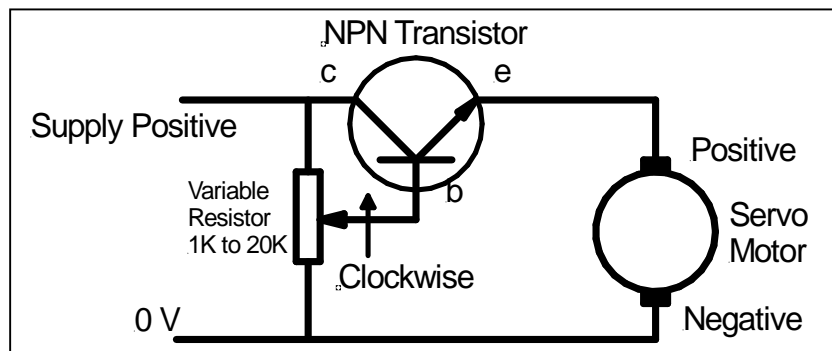 NPN Transistor
c
e
Supply Positive
Positive
b
Variable
Resistor
1K to 20K
Servo
Motor
Clockwise
0 V
Negative